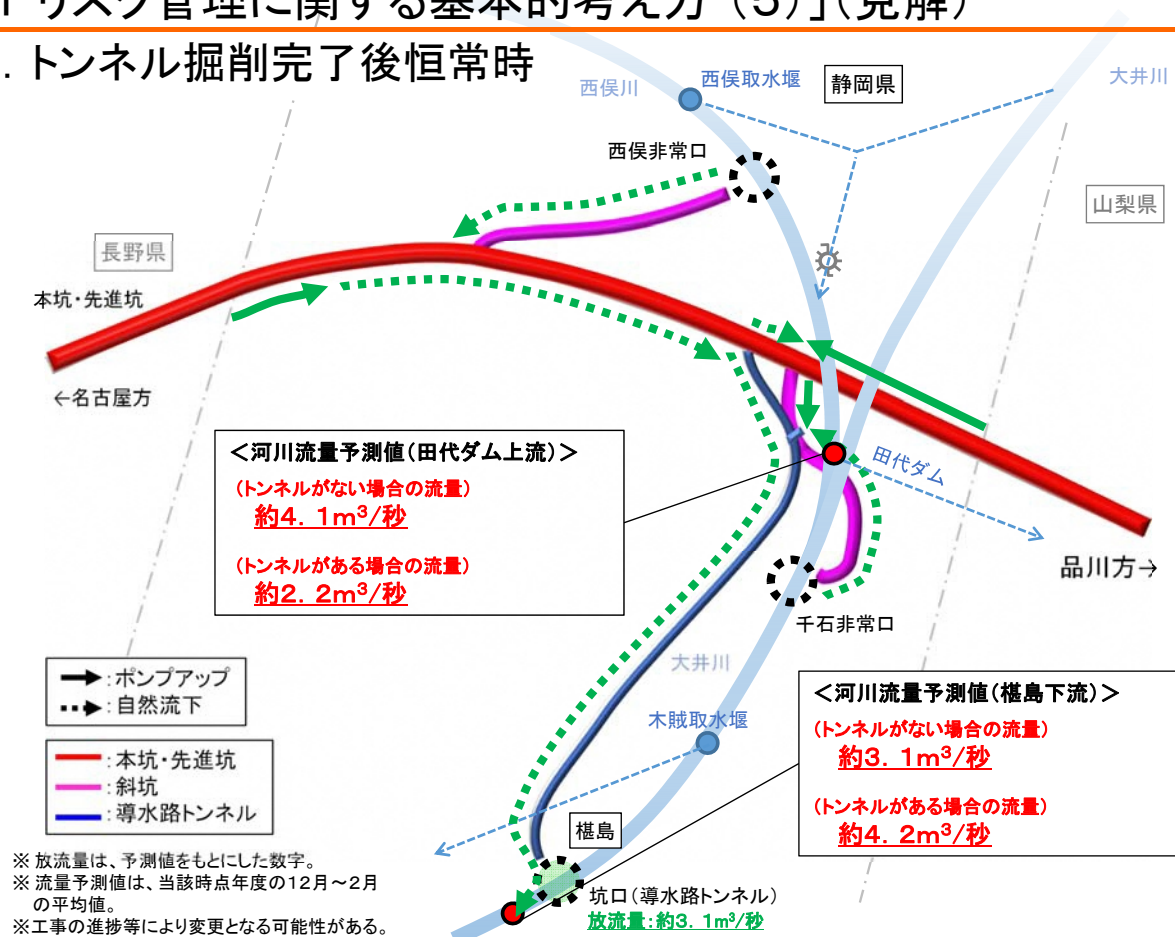 リスク管理に関する基本的考え方（５）」（見解）
. トンネル掘削完了後恒常時
西俣川
西俣取水堰
静岡県
大井川
西俣非常口
山梨県
長野県
本坑・先進坑
←名古屋方
＜河川流量予測値（田代ダム上流）＞
（トンネルがない場合の流量）
約４．１m³/秒
（トンネルがある場合の流量）
約２．２m³/秒
田代ダム
品川方→
千石非常口
大井川
：ポンプアップ
：自然流下
＜河川流量予測値（椹島下流）＞
（トンネルがない場合の流量）
約３．１m³/秒
（トンネルがある場合の流量）
約４．２m³/秒
木賊取水堰
：本坑・先進坑
：斜坑
：導水路トンネル
椹島
※ 放流量は、予測値をもとにした数字。
※ 流量予測値は、当該時点年度の１２月～２月
の平均値。
※工事の進捗等により変更となる可能性がある。
坑口（導水路トンネル）
放流量：約３．１m³/秒